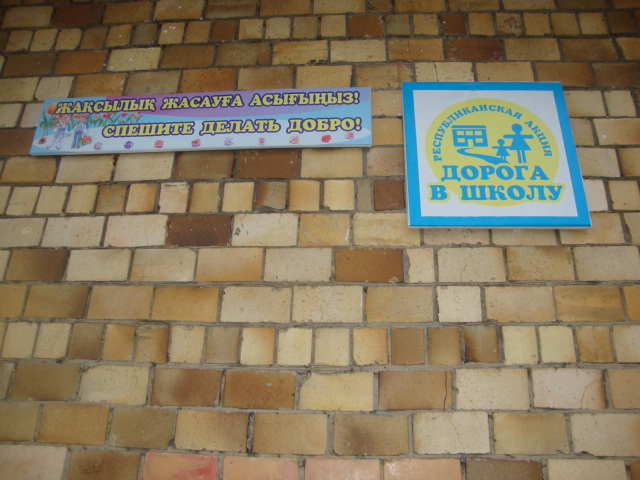 ЖАҚСЫЛЫҚ ЖАСАУҒА АСЫҒЫҢЫЗ!
СПЕШИТЕ ДЕЛАТЬ ДОБРО!
РЕСПУБЛИКАНСКАЯ АКЦИЯ
ДОРОГА
В ШКОЛУ